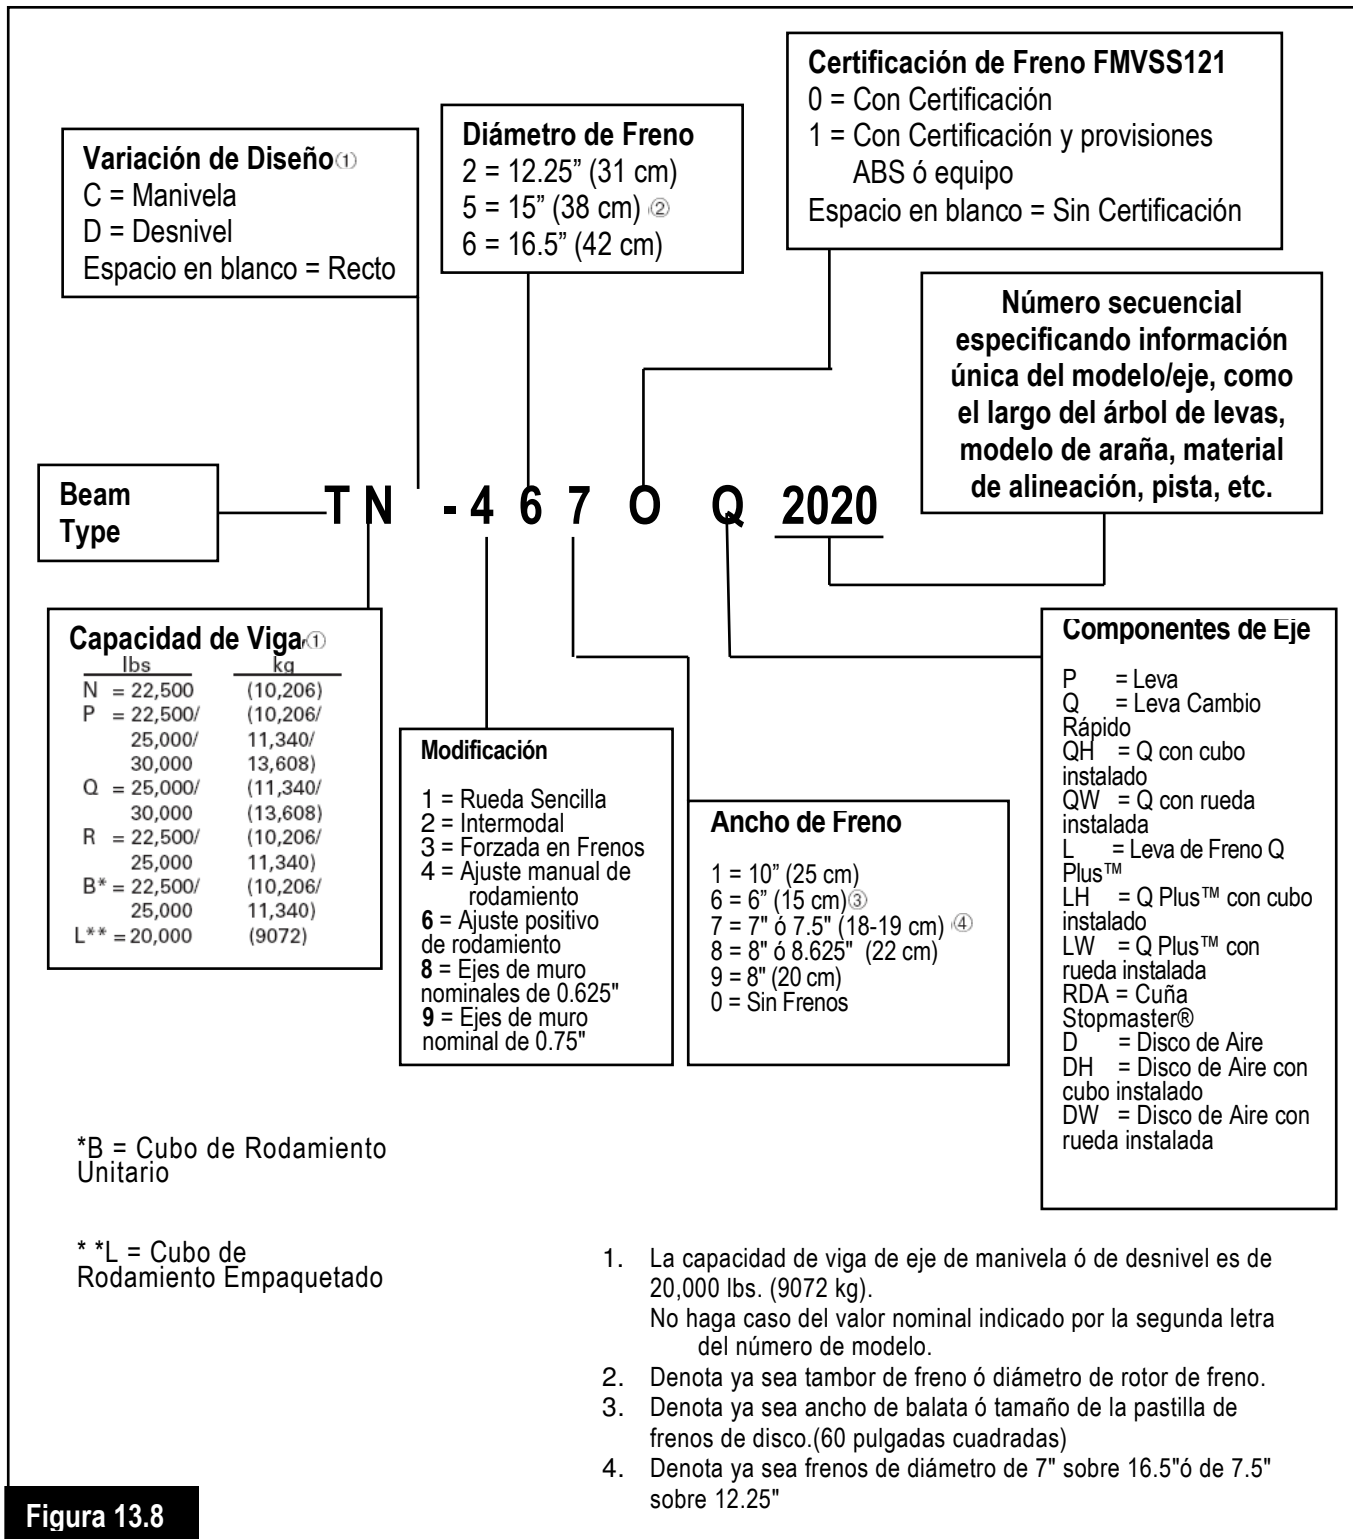 Certificación de Freno FMVSS121
0 = Con Certificación
1 = Con Certificación y provisiones
ABS ó equipo
Espacio en blanco = Sin Certificación
Diámetro de Freno
2 = 12.25” (31 cm)
5 = 15” (38 cm) ②
6 = 16.5” (42 cm)
Variación de Diseño①
C = Manivela
D = Desnivel
Espacio en blanco = Recto
Número secuencial
especificando información
única del modelo/eje, como
el largo del árbol de levas,
modelo de araña, material
de alineación, pista, etc.
Beam
Type
T N - 4 6 7 O Q 2020
Capacidad de Viga①
lbs kg
N = 22,500 (10,206)
P = 22,500/ (10,206/
25,000/ 11,340/
30,000 13,608)
Q = 25,000/ (11,340/
30,000 (13,608)
R = 22,500/ (10,206/
25,000 11,340)
B* = 22,500/ (10,206/
25,000 11,340)
L** = 20,000 (9072)
Modificación
1 = Rueda Sencilla
2 = Intermodal
3 = Forzada en Frenos
4 = Ajuste manual de
rodamiento
6 = Ajuste positivo
de rodamiento
8 = Ejes de muro
nominales de 0.625"
9 = Ejes de muro
nominal de 0.75"
Ancho de Freno
1 = 10” (25 cm)
6 = 6” (15 cm)③
7 = 7" ó 7.5" (18-19 cm) ④
8 = 8" ó 8.625" (22 cm)
9 = 8" (20 cm)
0 = Sin Frenos
Componentes de Eje
P = Leva
Q = Leva Cambio
Rápido
QH = Q con cubo
instalado
QW = Q con rueda
instalada
L = Leva de Freno Q
Plus™
LH = Q Plus™ con cubo
instalado
LW = Q Plus™ con
rueda instalada
RDA = Cuña
Stopmaster®
D = Disco de Aire
DH = Disco de Aire con
cubo instalado
DW = Disco de Aire con
rueda instalada
*B = Cubo de Rodamiento
Unitario
* *L = Cubo de
Rodamiento Empaquetado
1. La capacidad de viga de eje de manivela ó de desnivel es de
20,000 lbs. (9072 kg).
No haga caso del valor nominal indicado por la segunda letra
del número de modelo.
2. Denota ya sea tambor de freno ó diámetro de rotor de freno.
3. Denota ya sea ancho de balata ó tamaño de la pastilla de
frenos de disco.(60 pulgadas cuadradas)
4. Denota ya sea frenos de diámetro de 7" sobre 16.5"ó de 7.5"
sobre 12.25"
Figura 13.8